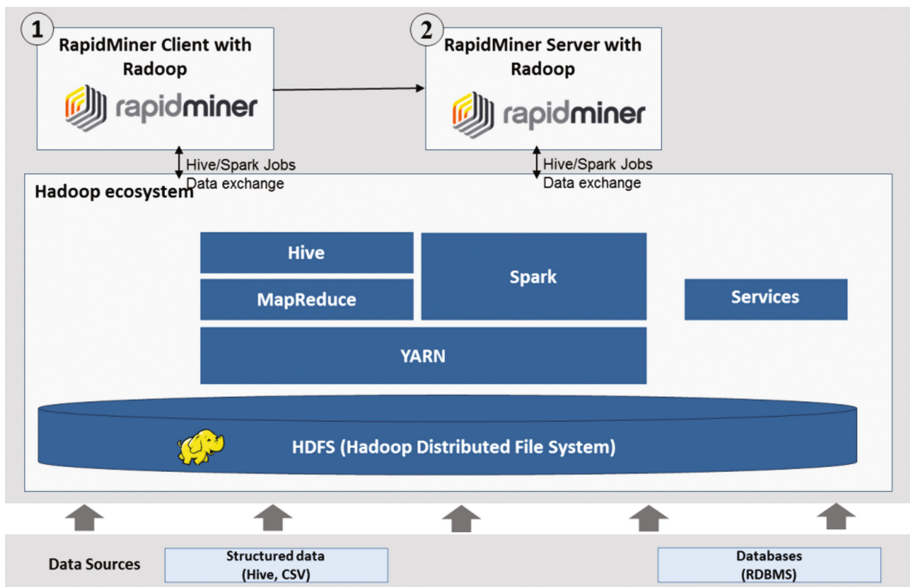 1
RapidMiner Client with
Radoop
rapidminer
2
RapidMiner Server with
Radoop
rapidminer
Hive/Spark Jobs
Data exchange
Hive/Spark Jobs
Data exchange
Hadoop ecosystem
Hive
MapReduce
Spark
Services
YARN
HDFS (Hadoop Distributed File System)
Data Sources
Structured data
(Hive, CSV)
Databases
(RDBMS)